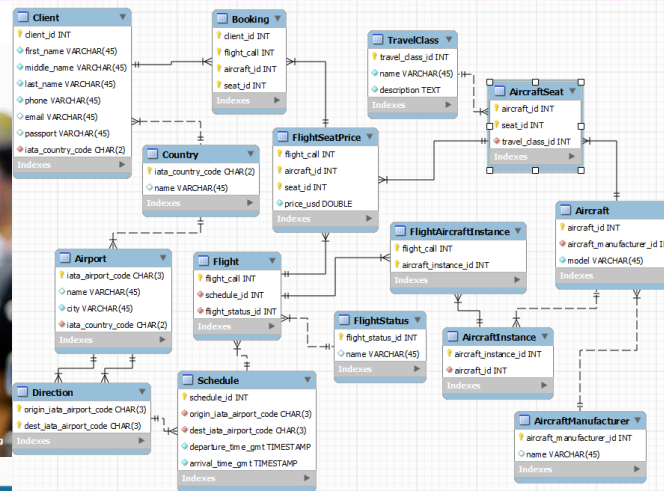 Client
client_id INT
first_name VARCHAR(45)
middle_name VARCHAR(45)
last_name VARCHAR(45)
phone VARCHAR(45)
email VARCHAR(45)
passport VARCHAR(45)
iata_country_code CHAR(2)
Indexes
Booking
client_id INT
flight_call INT
aircraft_id INT
seat_id INT
Indexes
TravelClass
travel_class_id INT
name VARCHAR(45)
description TEXT
Indexes
AircraftSeat
aircraft_id INT
seat_id INT
travel_class_id INT
Indexes
Country
iata_country_code CHAR(2)
name VARCHAR(45)
Indexes
FlightSeatPrice
flight_call INT
aircraft_id INT
seat_id INT
price_usd DOUBLE
Indexes
Aircraft
aircraft_id INT
aircraft_manufacturer_id
model VARCHAR(45)
Indexes
FlightAircraftInstance
flight_call INT
aircraft_instance_id INT
Indexes
Airport
iata_airport_code CHAR(3)
name VARCHAR(45)
city VARCHAR(45)
iata_country_code CHAR(2)
Indexes
Flight
flight_call INT
schedule_id INT
flight_status_id INT
Indexes
FlightStatus
flight_status_id INT
name VARCHAR(45)
Indexes
AircraftInstance
aircraft_instance_id INT
aircraft_id INT
Indexes
Direction
origin_iata_airport_code CHAR(3)
dest_iata_airport_code CHAR(3)
Indexes
Schedule
schedule_id INT
origin_iata_airport_code CHAR(3)
dest_iata_airport_code CHAR(3)
departure_time_gmt TIMESTAMP
arrival_time_gmt TIMESTAMP
Indexes
AircraftManufacturer
aircraft_manufacturer_id INT
name VARCHAR(45)
Indexes